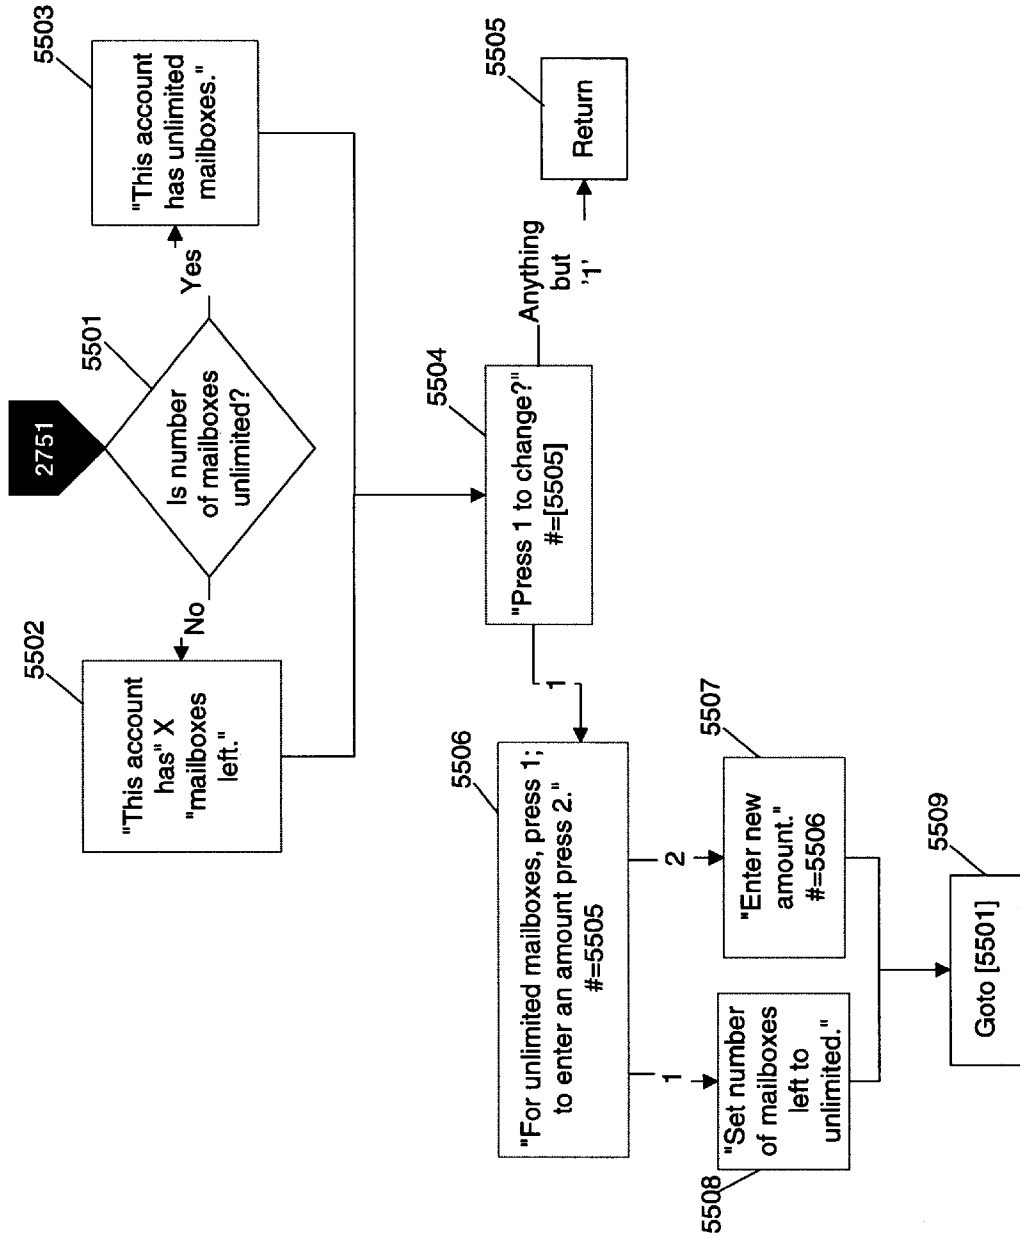 2751
5501
Is number
of mailboxes
unlimited?
No
Yes
5502
"This account
has" X
"mailboxes
left."
5503
"This account
has unlimited
mailboxes."
5504
"Press 1 to change?"
#=[5505]
Anything
but
'1'
5505
Return
1
5506
"For unlimited mailboxes, press 1;
to enter an amount press 2."
#=5505
1
2
5508
"Set number
of mailboxes
left to
unlimited."
5507
"Enter new
amount."
#=5506
5509
Goto [5501]